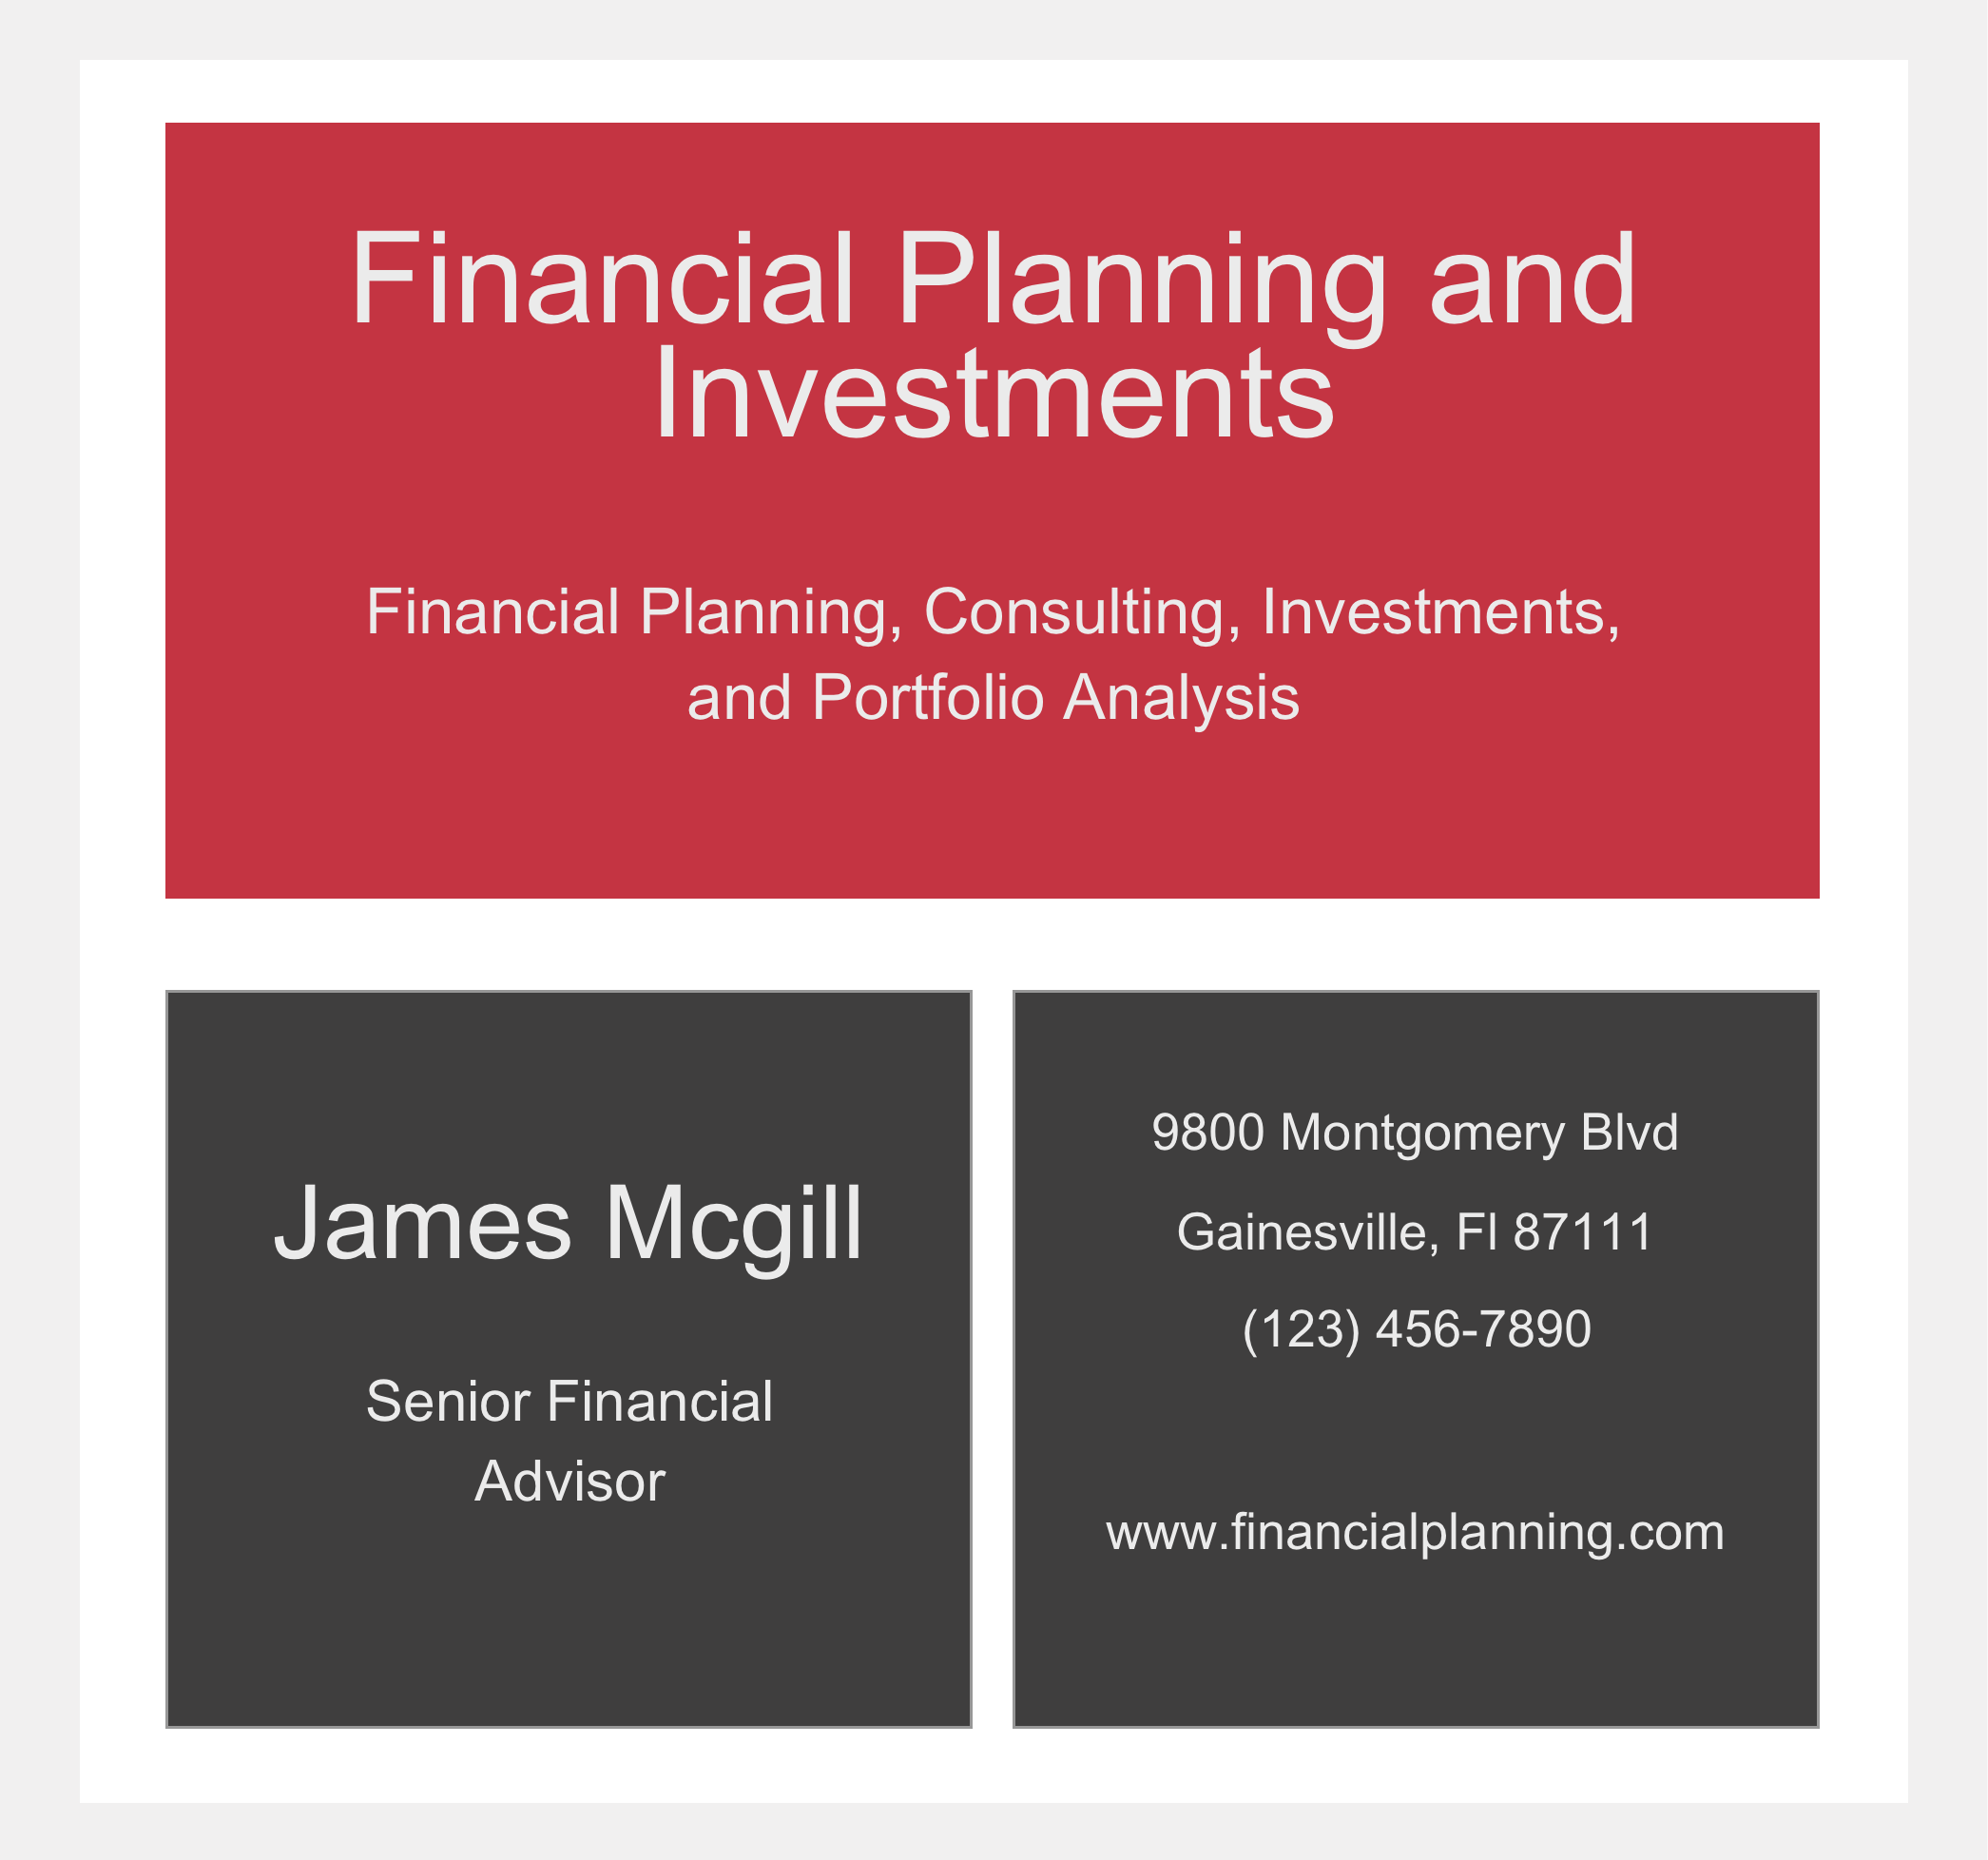 Financial Planning and
Investments
Financial Planning, Consulting, Investments,
and Portfolio Analysis
James Mcgill
Senior Financial
Advisor
9800 Montgomery Blvd
Gainesville, Fl 87111
(123) 456-7890
www.financialplanning.com